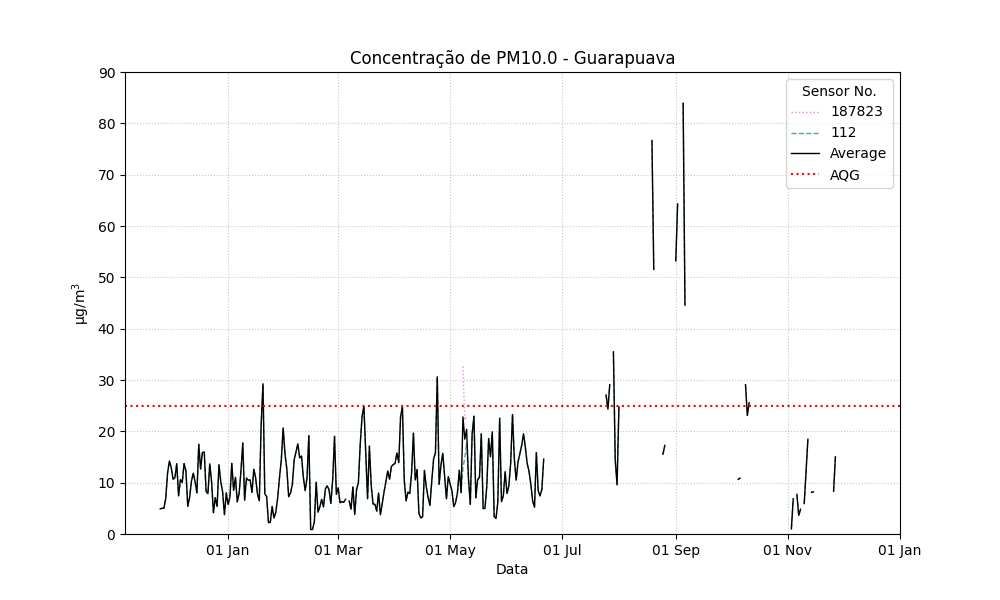 Concentração de PM10.0 - Guarapuava
90
80
70
60
50
40
30
20
10
0
µg/m³
Sensor No.
187823
112
Average
AQG
01 Jan
01 Mar
01 May
01 Jul
01 Sep
01 Nov
01 Jan
Data